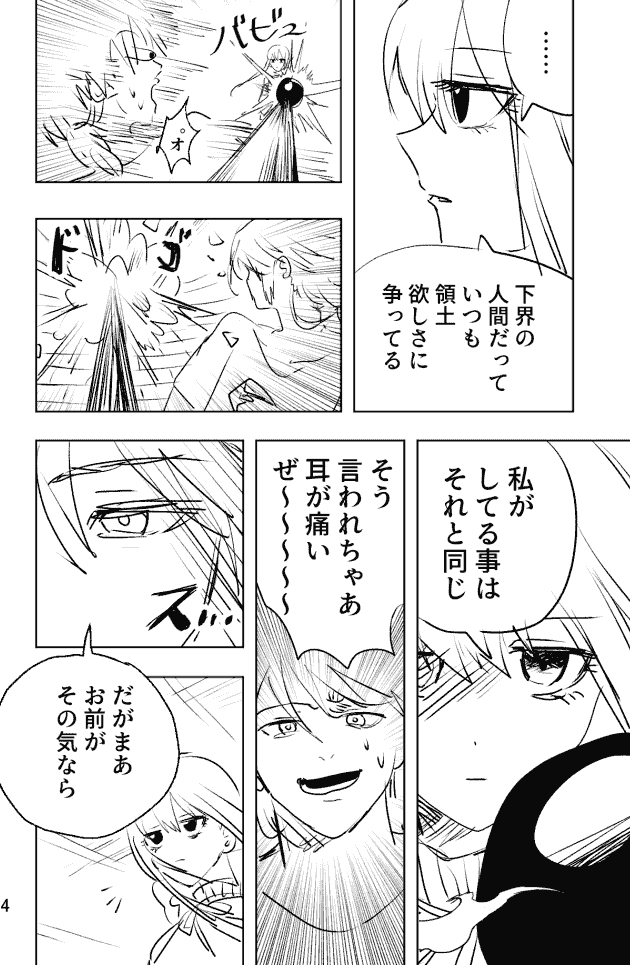 ……
下界の
人間だって
いつも
領土
欲しさに
争ってる
バビュ
ォ
ドゴ
私が
してる事は
それと同じ
そう
言われちゃあ
耳が痛い
ぜ～～～～～
ス…
だがまあ
お前が
その気なら
4